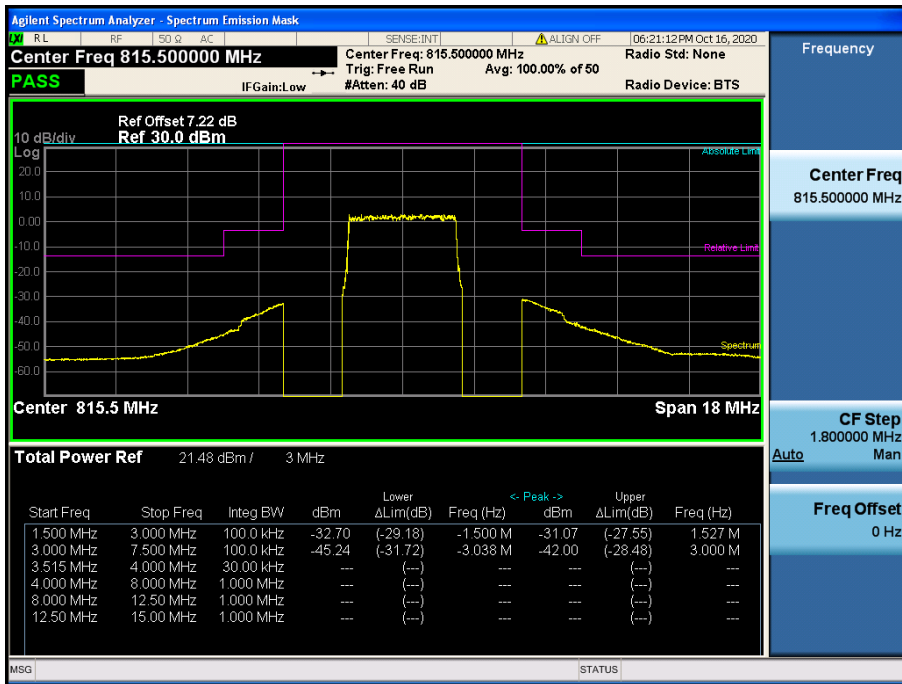 Agilent Spectrum Analyzer - Spectrum Emission Mask
LXI RL RF 50 Ω AC SENSE:INT ALIGN OFF 06:21:12 PM Oct 16, 2020
Center Freq 815.500000 MHz
Center Freq: 815.500000 MHz Radio Std: None
Trig: Free Run Avg: 100.00% of 50
PASS
IFGain:Low #Atten: 40 dB Radio Device: BTS
Ref Offset 7.22 dB
10 dB/div Ref 30.0 dBm
Log
Absolute Limit
20.0
10.0
0.00
-10.0
Relative Limit
-20.0
-30.0
-40.0
-50.0
Spectrum
-60.0
Center 815.5 MHz Span 18 MHz
Total Power Ref 21.48 dBm / 3 MHz
Lower <- Peak -> Upper
Start Freq Stop Freq Integ BW dBm ΔLim(dB) Freq (Hz) dBm ΔLim(dB) Freq (Hz)
1.500 MHz 3.000 MHz 100.0 kHz -32.70 (-29.18) -1.500 M -31.07 (-27.55) 1.527 M
3.000 MHz 7.500 MHz 100.0 kHz -45.24 (-31.72) -3.038 M -42.00 (-28.48) 3.000 M
3.515 MHz 4.000 MHz 30.00 kHz --- (---) --- --- (---) ---
4.000 MHz 8.000 MHz 1.000 MHz --- (---) --- --- (---) ---
8.000 MHz 12.50 MHz 1.000 MHz --- (---) --- --- (---) ---
12.50 MHz 15.00 MHz 1.000 MHz --- (---) --- --- (---) ---
MSG STATUS
Frequency
Center Freq
815.500000 MHz
CF Step
1.800000 MHz
Auto Man
Freq Offset
0 Hz